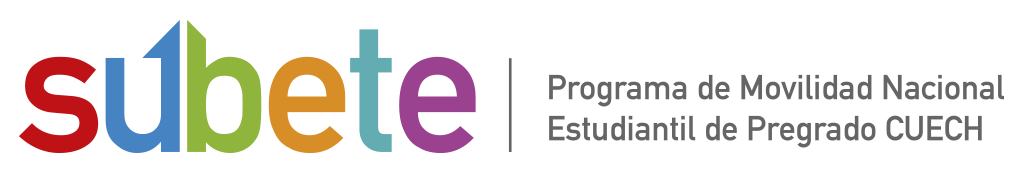 súbete
Programa de Movilidad Nacional
Estudiantil de Pregrado CUECH